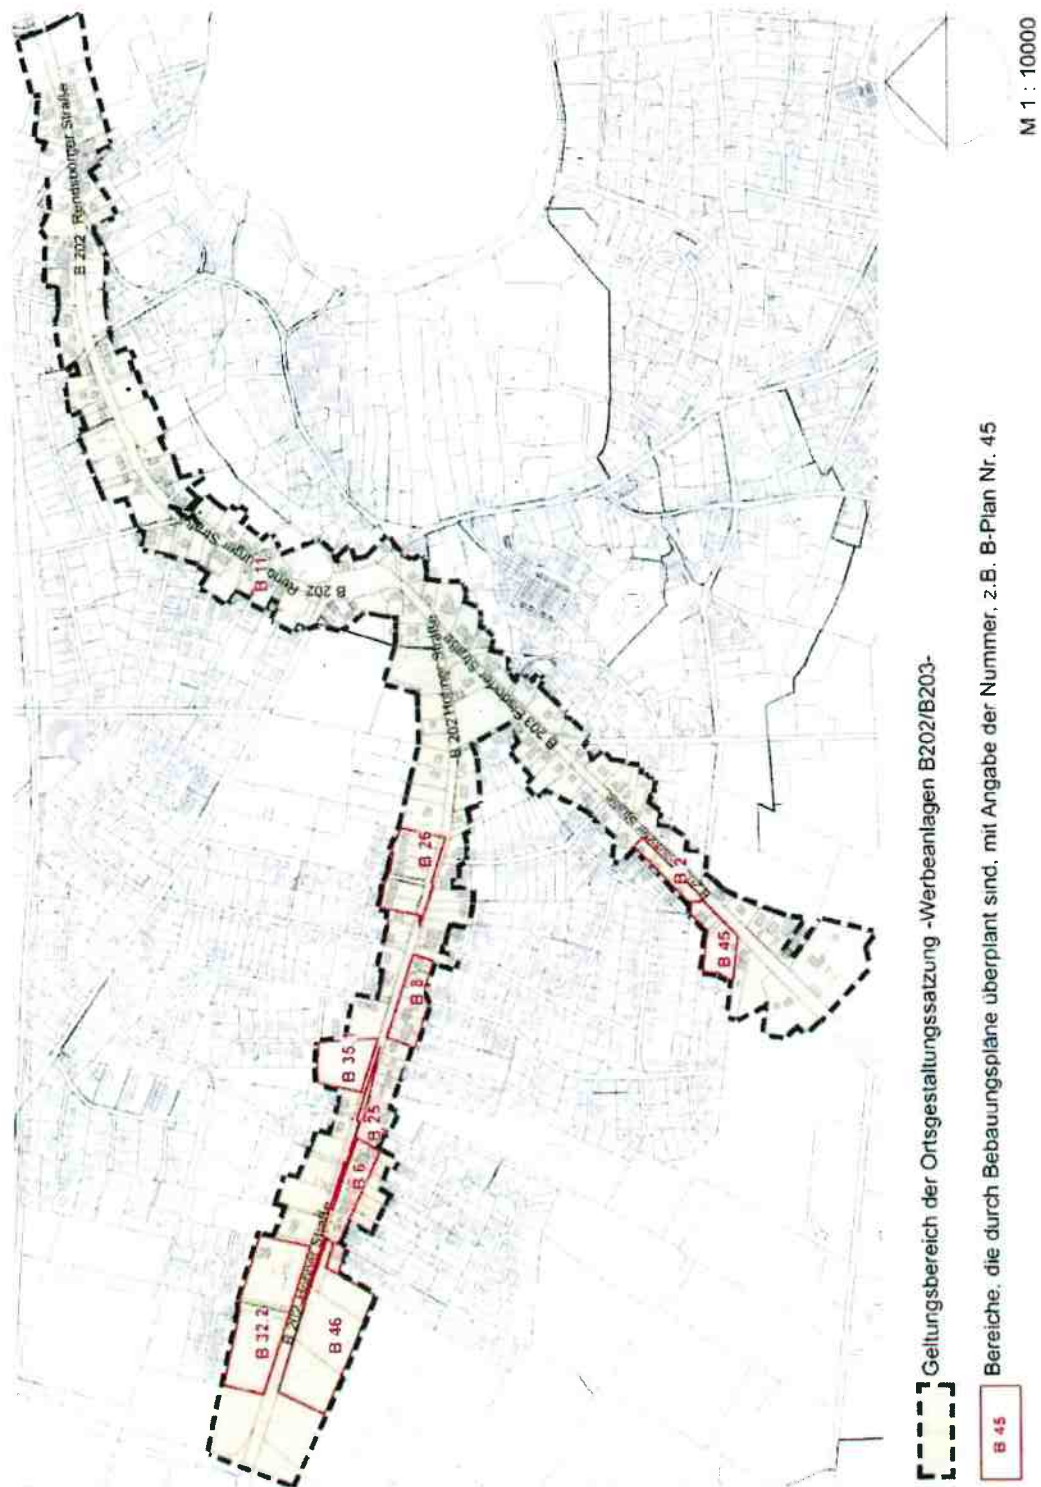 B 202 Rendsburger Straße
B 11
B 202
B 202
B 203
B 26
B 8
B 35
B 25
B 6
B 202
B 32.2
B 46
B 2
B 45
Geltungsbereich der Ortsgestaltungssatzung -Werbeanlagen B202/B203-
B 45
Bereiche, die durch Bebauungspläne überplant sind, mit Angabe der Nummer, z.B. B-Plan Nr. 45
M 1 : 10000